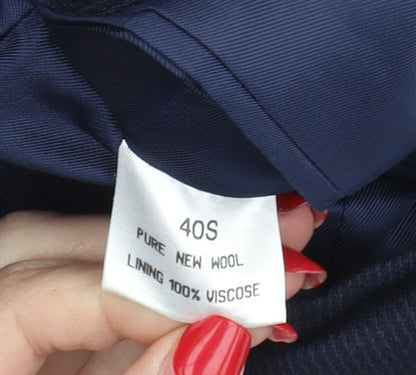 40S
PURE NEW WOOL
LINING 100% VISCOSE